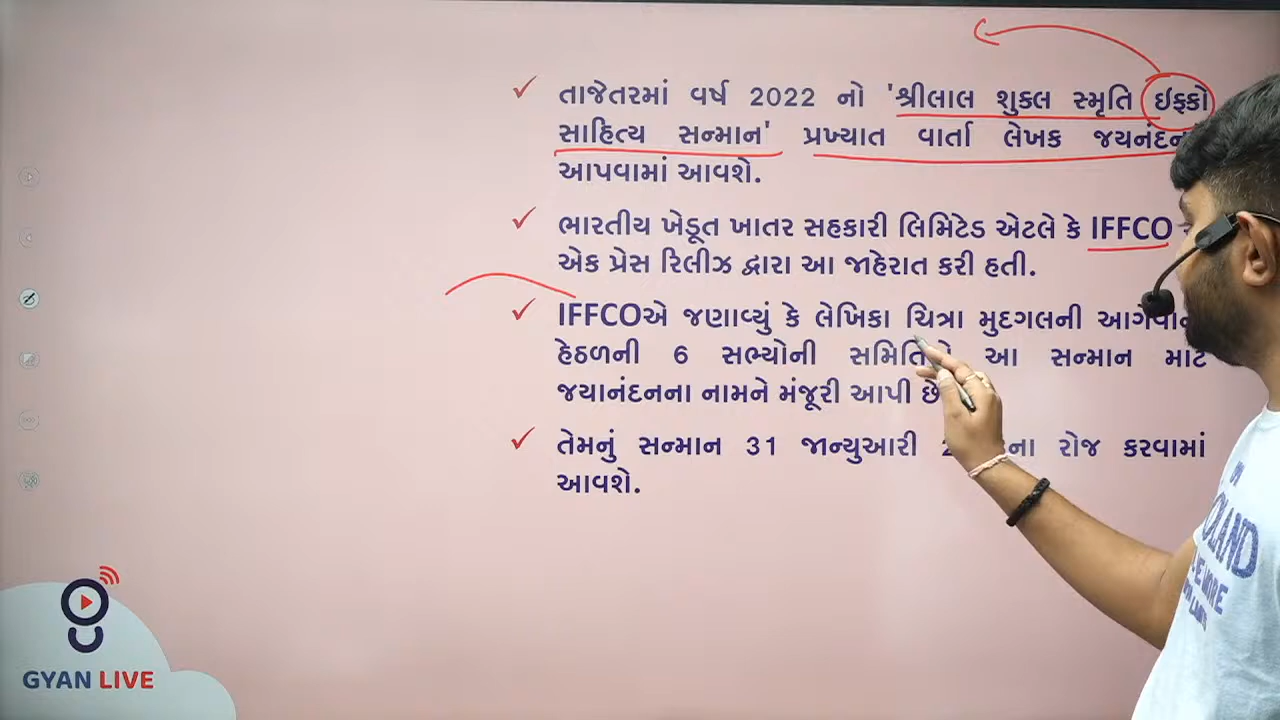 તાજેતરમાં વર્ષ 2022 નો 'શ્રીલાલ શુક્લ સ્મૃતિ ઈફકો
સાહિત્ય સન્માન' પ્રખ્યાત વાર્તા લેખક
આપવામાં આવશે.
ભારતીય ખેડૂત ખાતર સહકારી લિમિટેડ એટલે કે IFFCO
એક પ્રેસ રિલીઝ દ્વારા આ જાહેરાત કરી હતી.
IFFCOએ જણાવ્યું કે લેખિકા ચિત્રા મુદગલની
હેઠળની 6 સભ્યોની આ સન્માન માટે
જયાનંદનના નામને મંજૂરી આપી છે
તેમનું સન્માન 31 જાન્યુઆરી રોજ કરવામાં
આવશે.
GYAN LIVE